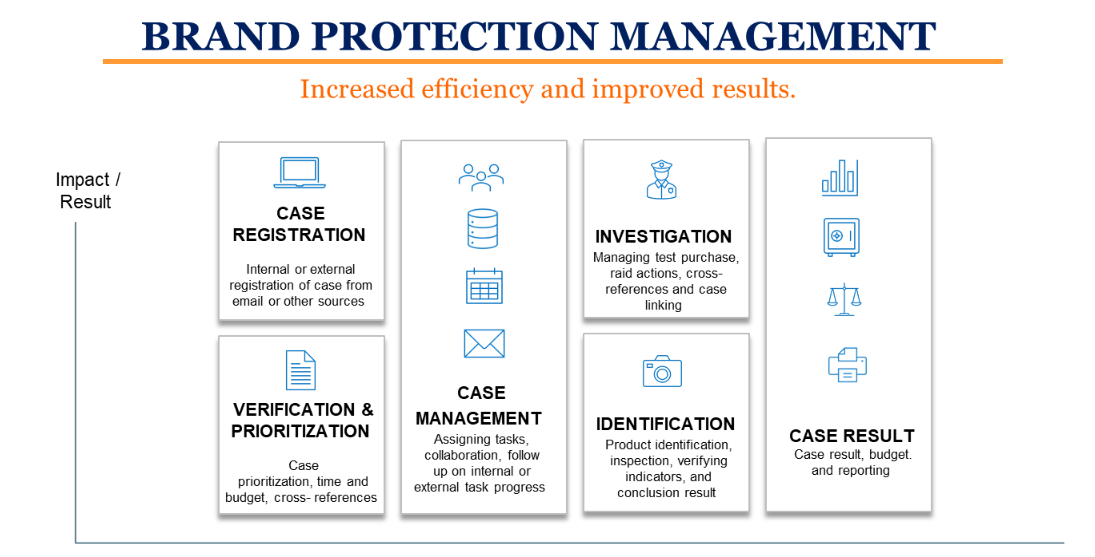 BRAND PROTECTION MANAGEMENT
Increased efficiency and improved results.
Impact /
Result
CASE
REGISTRATION
Internal or external
registration of case from
email or other sources
VERIFICATION &
PRIORITIZATION
Case
prioritization, time and
budget, cross- references
CASE
MANAGEMENT
Assigning tasks,
collaboration, follow
up on internal or
external task progress
INVESTIGATION
Managing test purchase,
raid actions, cross-
references and case
linking
IDENTIFICATION
Product identification,
inspection, verifying
indicators, and
conclusion result
CASE RESULT
Case result, budget.
and reporting